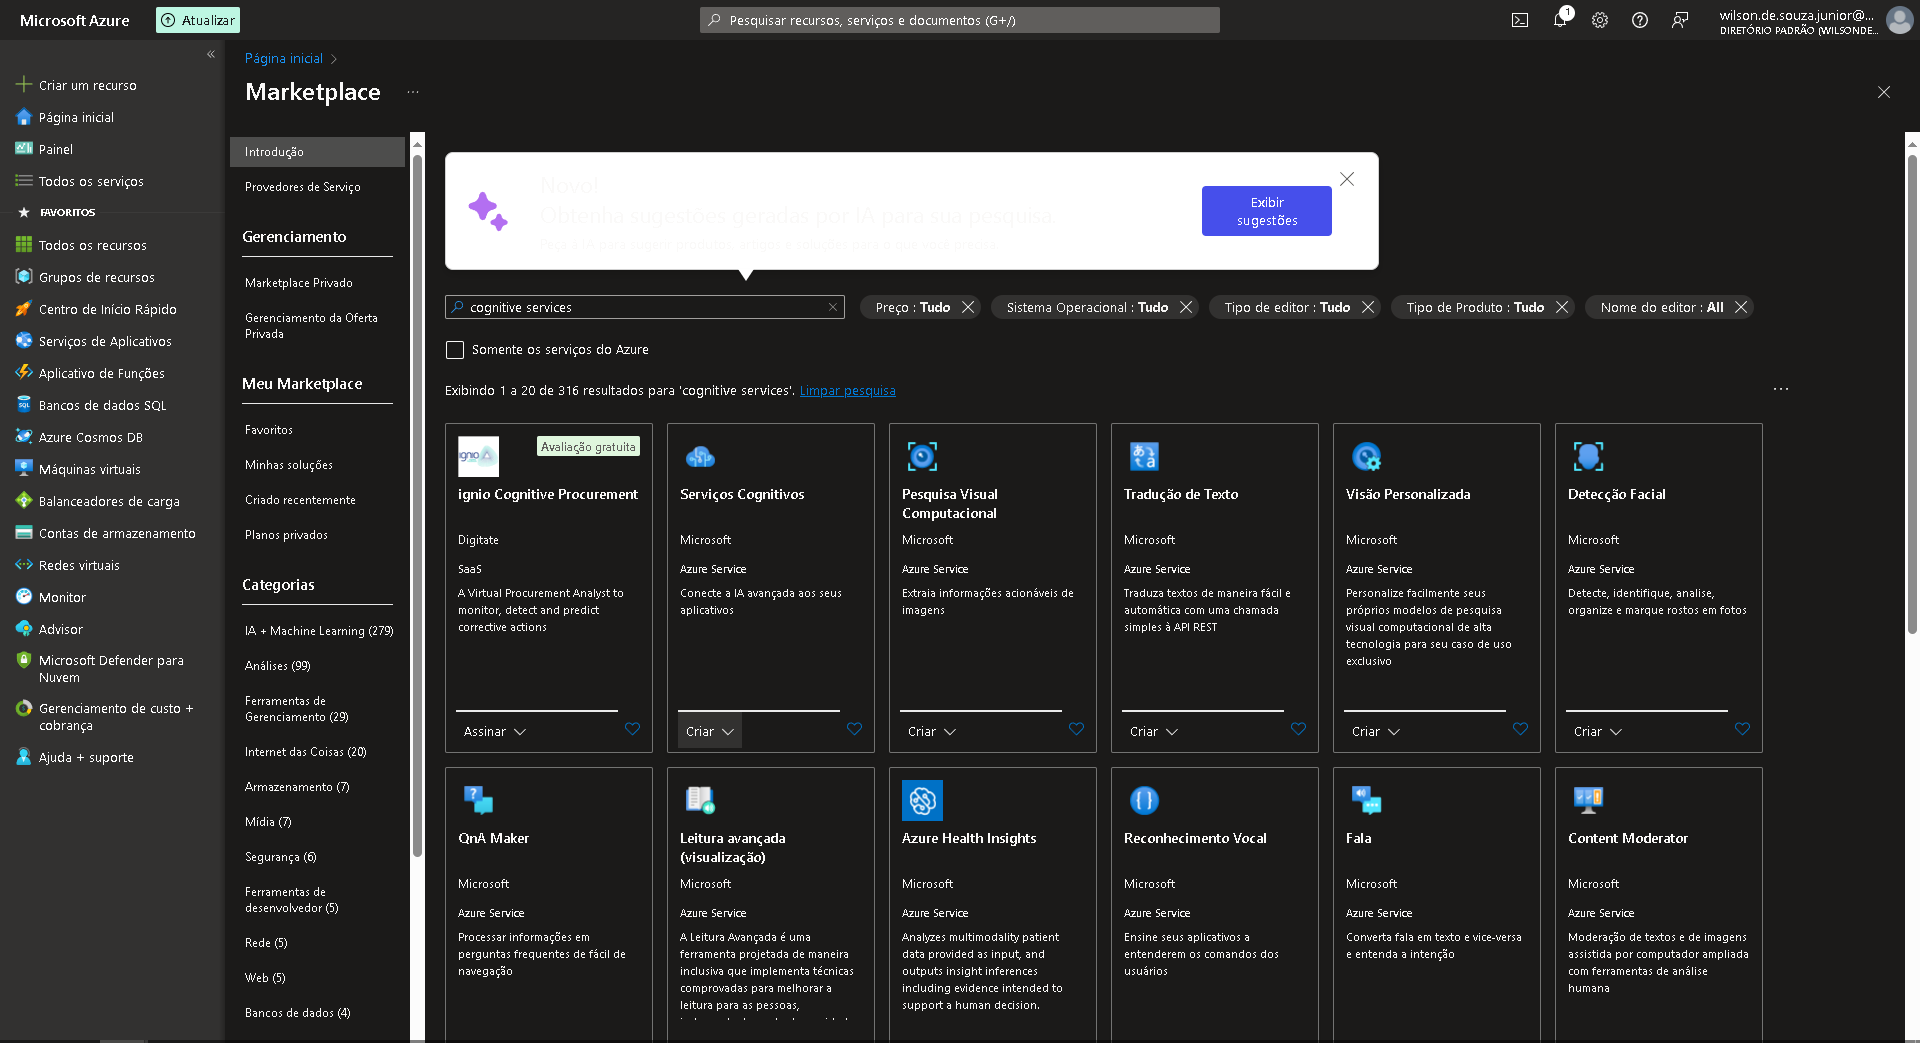 Microsoft Azure
Atualizar
Pesquisar recursos, serviços e documentos (G+/)
1
wilson.de.souza.junior@...
DIRETÓRIO PADRÃO (WILSONDE...
Criar um recurso
Página inicial
Painel
Todos os serviços
FAVORITOS
Todos os recursos
Grupos de recursos
Centro de Início Rápido
Serviços de Aplicativos
Aplicativo de Funções
Bancos de dados SQL
Azure Cosmos DB
Máquinas virtuais
Balanceadores de carga
Contas de armazenamento
Redes virtuais
Monitor
Advisor
Microsoft Defender para
Nuvem
Gerenciamento de custo +
cobrança
Ajuda + suporte
Página inicial
Marketplace
Introdução
Provedores de Serviço
Gerenciamento
Marketplace Privado
Gerenciamento da Oferta
Privada
Meu Marketplace
Favoritos
Minhas soluções
Criado recentemente
Planos privados
Categorias
IA + Machine Learning (279)
Análises (99)
Ferramentas de
Gerenciamento (29)
Internet das Coisas (20)
Armazenamento (7)
Mídia (7)
Segurança (6)
Ferramentas de
desenvolvedor (5)
Rede (5)
Web (5)
Bancos de dados (4)
Novo!
Obtenha sugestões geradas por IA para sua pesquisa.
Peça à IA para sugerir produtos, artigos e soluções para o que você precisa.
Exibir
sugestões
cognitive services
Preço : Tudo
Sistema Operacional : Tudo
Tipo de editor : Tudo
Tipo de Produto : Tudo
Nome do editor : All
Somente os serviços do Azure
Exibindo 1 a 20 de 316 resultados para 'cognitive services'. Limpar pesquisa
ignio
Avaliação gratuita
ignio Cognitive Procurement
Digitate
SaaS
A Virtual Procurement Analyst to
monitor, detect and predict
corrective actions
Assinar
Serviços Cognitivos
Microsoft
Azure Service
Conecte a IA avançada aos seus
aplicativos
Criar
Pesquisa Visual
Computacional
Microsoft
Azure Service
Extraia informações acionáveis de
imagens
Criar
Tradução de Texto
Microsoft
Azure Service
Traduza textos de maneira fácil e
automática com uma chamada
simples à API REST
Criar
Visão Personalizada
Microsoft
Azure Service
Personalize facilmente seus
próprios modelos de pesquisa
visual computacional de alta
tecnologia para seu caso de uso
exclusivo
Criar
Detecção Facial
Microsoft
Azure Service
Detecte, identifique, analise,
organize e marque rostos em fotos
Criar
QnA Maker
Microsoft
Azure Service
Processar informações em
perguntas frequentes de fácil de
navegação
Leitura avançada
(visualização)
Microsoft
Azure Service
A Leitura Avançada é uma
ferramenta projetada de maneira
inclusiva que implementa técnicas
comprovadas para melhorar a
leitura para as pessoas,
Azure Health Insights
Microsoft
Azure Service
Analyzes multimodality patient
data provided as input, and
outputs insight inferences
including evidence intended to
support a human decision.
Reconhecimento Vocal
Microsoft
Azure Service
Ensine seus aplicativos a
entenderem os comandos dos
usuários
Fala
Microsoft
Azure Service
Converta fala em texto e vice-versa
e entenda a intenção
Content Moderator
Microsoft
Azure Service
Moderação de textos e de imagens
assistida por computador ampliada
com ferramentas de análise
humana